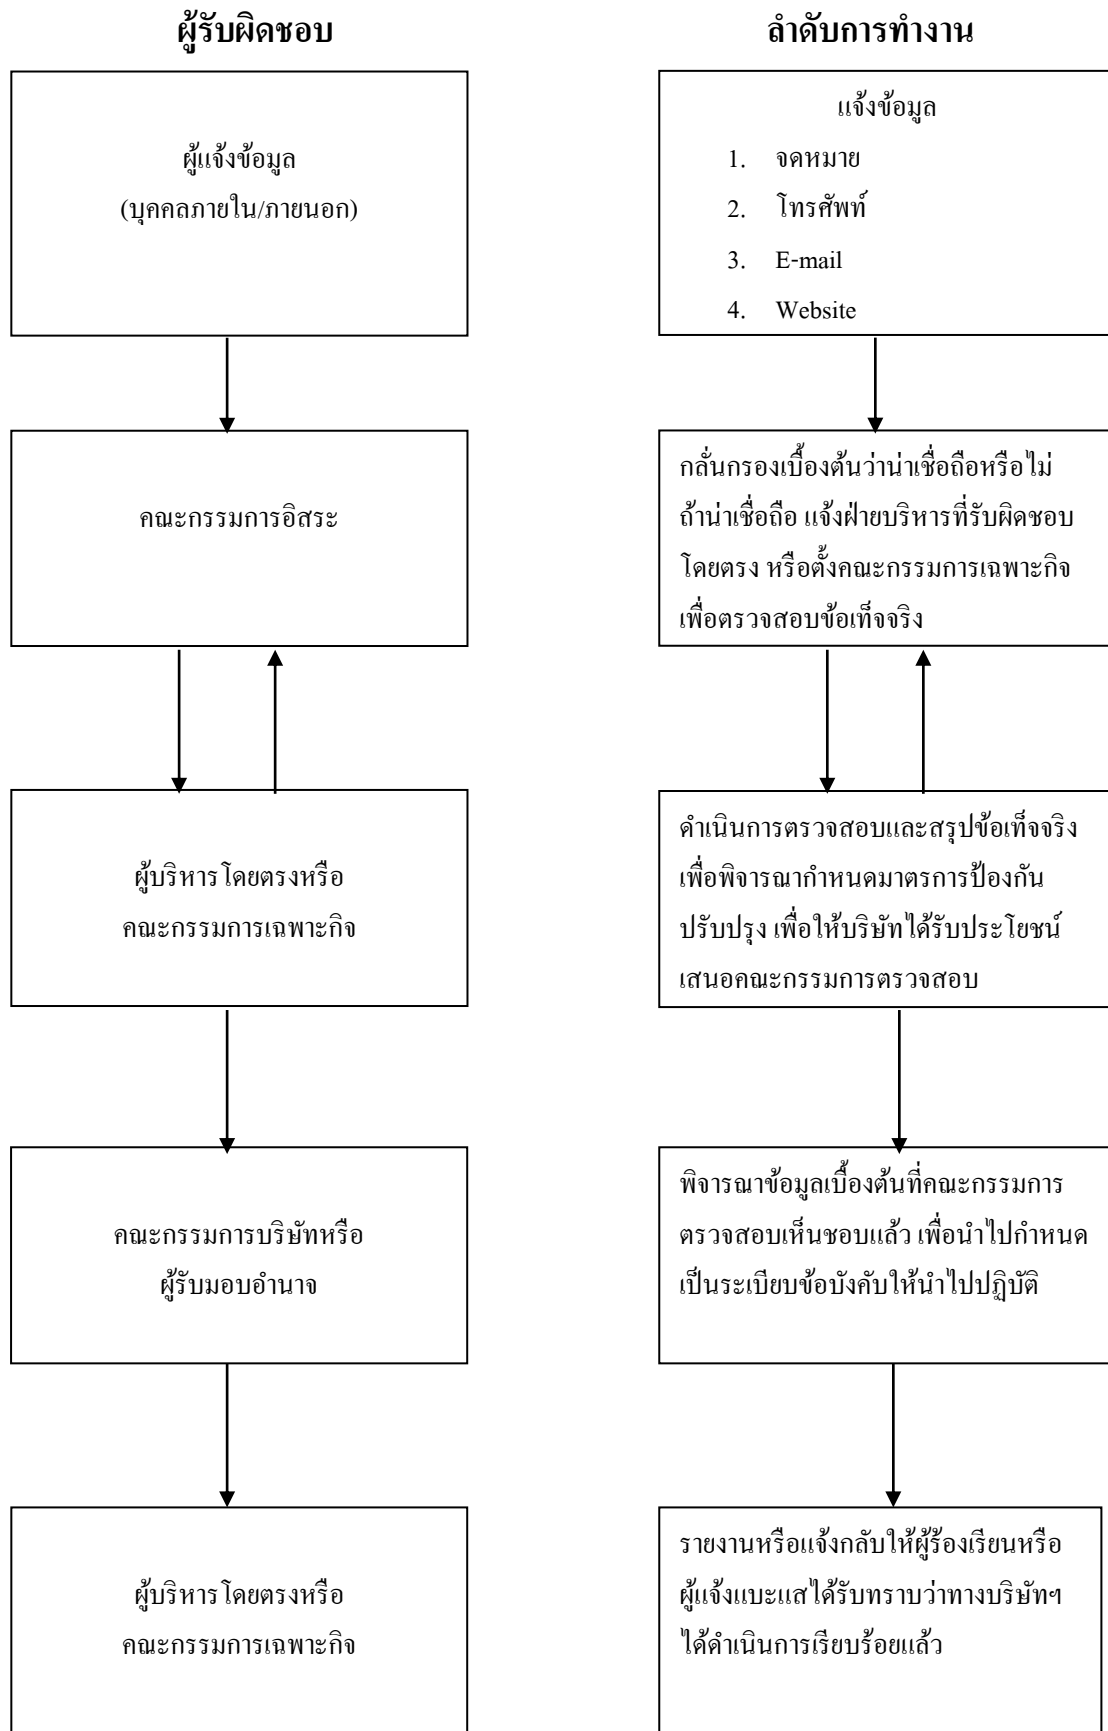 ผู้รับผิดชอบ
ลำดับการทำงาน
ผู้แจ้งข้อมูล
(บุคคลภายใน/ภายนอก)
แจ้งข้อมูล
1. จดหมาย
2. โทรศัพท์
3. E-mail
4. Website
คณะกรรมการอิสระ
กลั่นกรองเบื้องต้นว่าน่าเชื่อถือหรือไม่
ถ้าน่าเชื่อถือ แจ้งฝ่ายบริหารที่รับผิดชอบ
โดยตรง หรือตั้งคณะกรรมการเฉพาะกิจ
เพื่อตรวจสอบข้อเท็จจริง
ผู้บริหารโดยตรงหรือ
คณะกรรมการเฉพาะกิจ
ดำเนินการตรวจสอบและสรุปข้อเท็จจริง
เพื่อพิจารณากำหนดมาตรการป้องกัน
ปรับปรุง เพื่อให้บริษัทได้รับประโยชน์
เสนอคณะกรรมการตรวจสอบ
คณะกรรมการบริษัทหรือ
ผู้รับมอบอำนาจ
พิจารณาข้อมูลเบื้องต้นที่คณะกรรมการ
ตรวจสอบเห็นชอบแล้ว เพื่อนำไปกำหนด
เป็นระเบียบข้อบังคับให้นำไปปฏิบัติ
ผู้บริหารโดยตรงหรือ
คณะกรรมการเฉพาะกิจ
รายงานหรือแจ้งกลับให้ผู้ร้องเรียนหรือ
ผู้แจ้งแบะแสได้รับทราบว่าทางบริษัทฯ
ได้ดำเนินการเรียบร้อยแล้ว